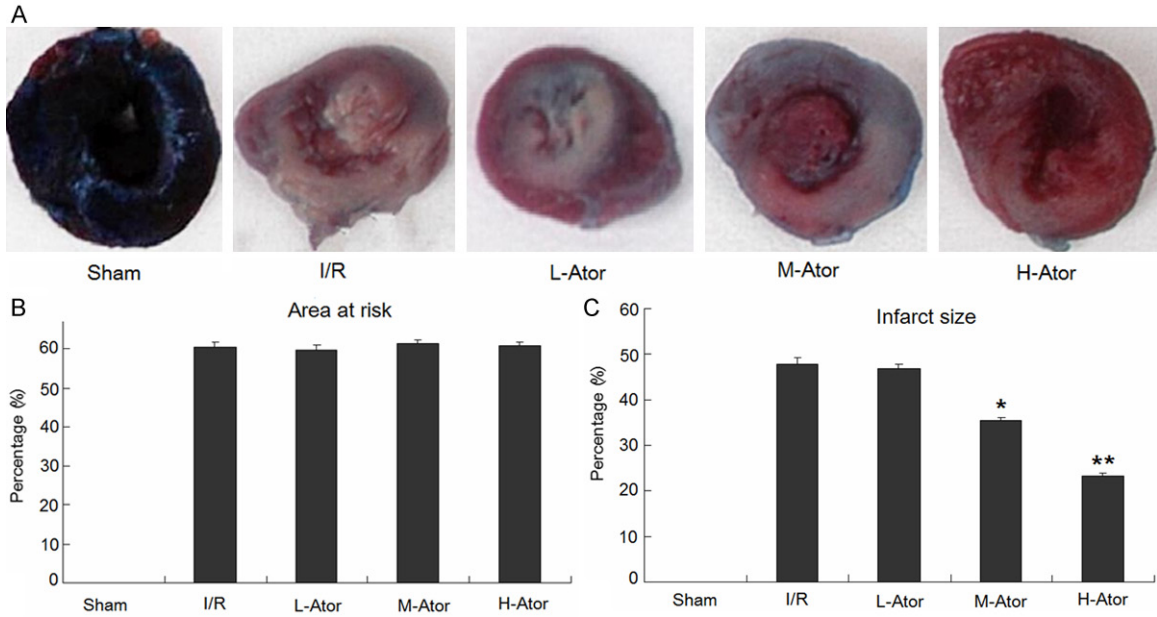 A
Sham
I/R
L-Ator
M-Ator
H-Ator
B
Area at risk
Percentage (%)
60
50
40
30
20
10
0
Sham
I/R
L-Ator
M-Ator
H-Ator
C
Infarct size
Percentage (%)
60
50
40
30
20
10
0
*
**
Sham
I/R
L-Ator
M-Ator
H-Ator